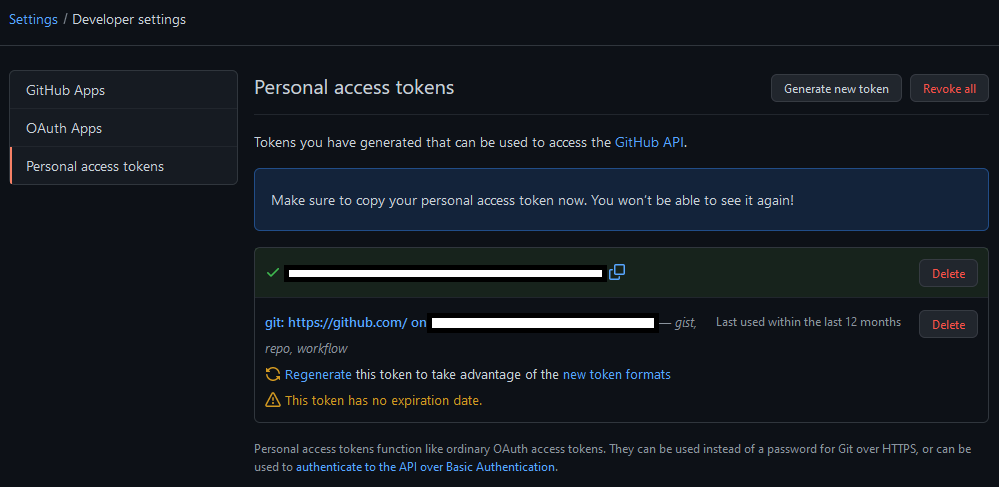 Settings / Developer settings
GitHub Apps
OAuth Apps
Personal access tokens
Personal access tokens
Generate new token
Revoke all
Tokens you have generated that can be used to access the GitHub API.
Make sure to copy your personal access token now. You won't be able to see it again!
Delete
git: https://github.com/ on — gist,
repo, workflow
Last used within the last 12 months
Delete
Regenerate this token to take advantage of the new token formats
This token has no expiration date.
Personal access tokens function like ordinary OAuth access tokens. They can be used instead of a password for Git over HTTPS, or can be
used to authenticate to the API over Basic Authentication.